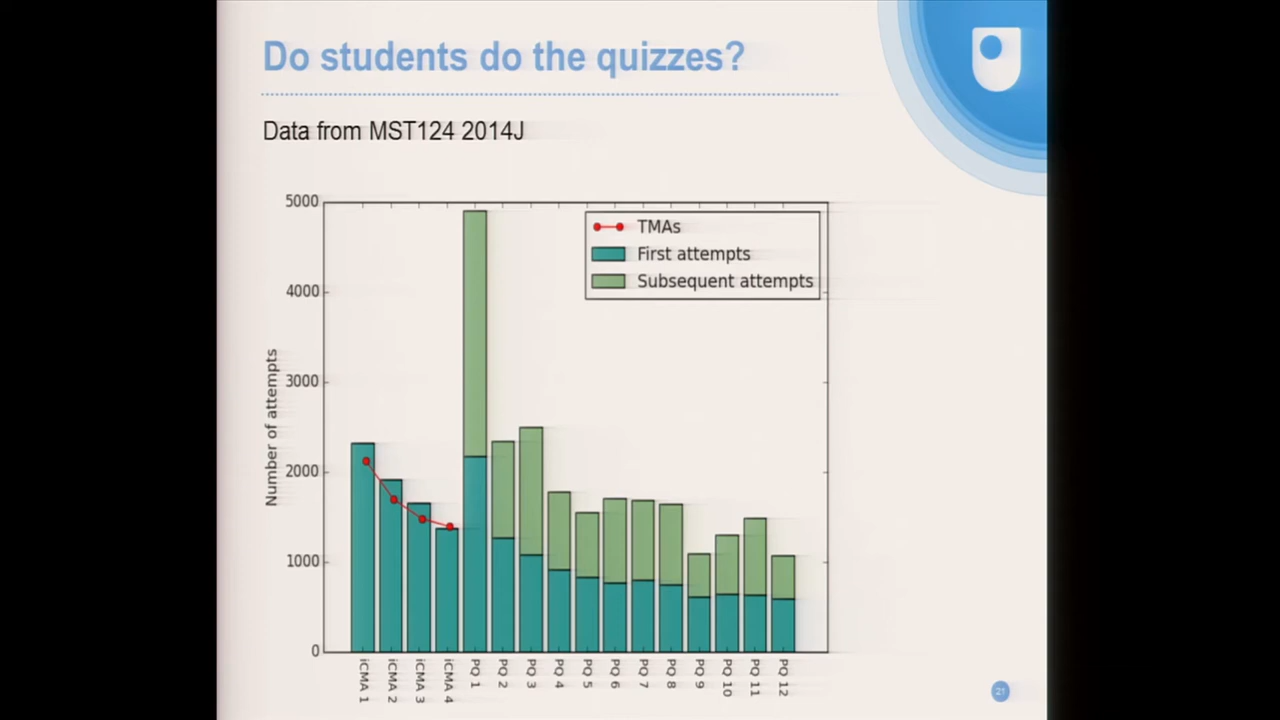 Do students do the quizzes?
Data from MST124 2014J
5000
4000
3000
2000
1000
0
Number of attempts
TMAs
First attempts
Subsequent attempts
iCMA 1
iCMA 2
iCMA 3
iCMA 4
PQ 1
PQ 2
PQ 3
PQ 4
PQ 5
PQ 6
PQ 7
PQ 8
PQ 9
PQ 10
PQ 11
PQ 12
21